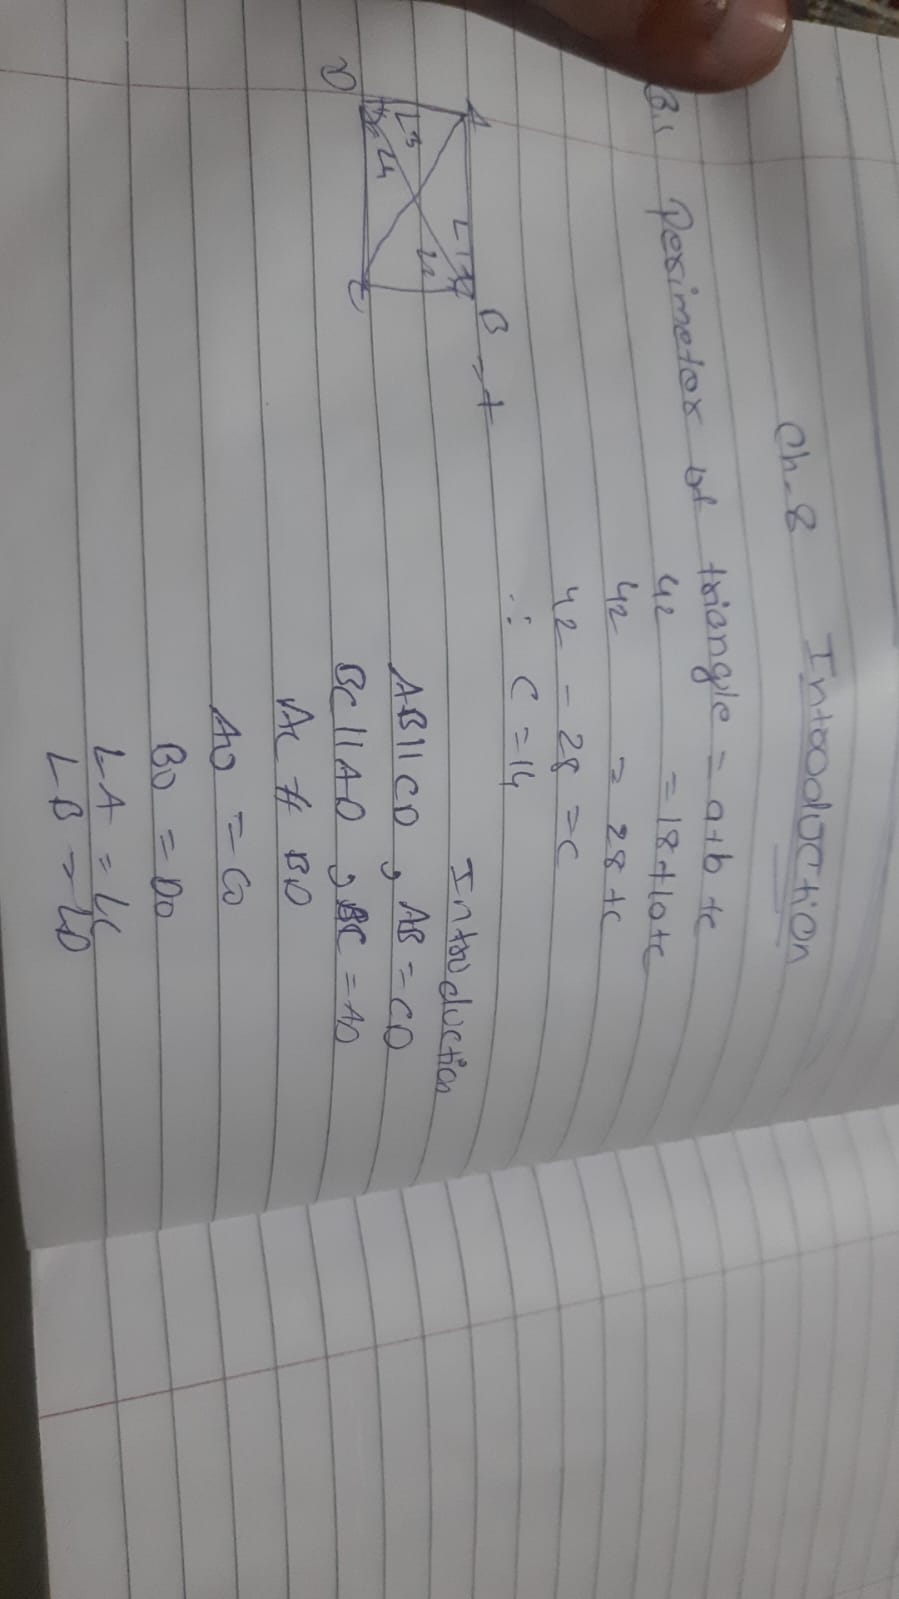 Ch-8 Introduction
Q.1 Perimeter of triangle = a+b+c
42 = 18+10+c
42 = 28+c
42 - 28 = C
∴ C = 14
A B
∠1
∠2
∠3
∠4
D C
Introduction
AB || CD , AB = CD
BC || AD , BC = AD
AC ≠ BD
AO = CO
BO = DO
∠A = ∠C
∠B = ∠D